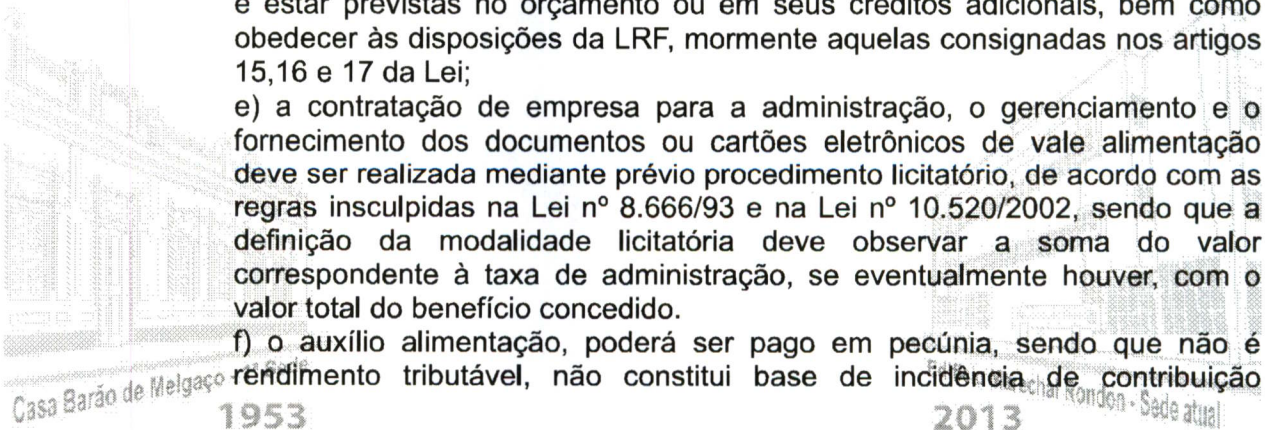 e estar previstas no orçamento ou em seus créditos adicionais, bem como
obedecer às disposições da LRF, mormente aquelas consignadas nos artigos
15,16 e 17 da Lei;
e) a contratação de empresa para a administração, o gerenciamento e o
fornecimento dos documentos ou cartões eletrônicos de vale alimentação
deve ser realizada mediante prévio procedimento licitatório, de acordo com as
regras insculpidas na Lei nº 8.666/93 e na Lei nº 10.520/2002, sendo que a
definição da modalidade licitatória deve observar a soma do valor
correspondente à taxa de administração, se eventualmente houver, com o
valor total do benefício concedido.
f) o auxílio alimentação, poderá ser pago em pecúnia, sendo que não é
rendimento tributável, não constitui base de incidência de contribuição
Casa Barão de Melgaço
1953
Rondon - Sede atual
2013